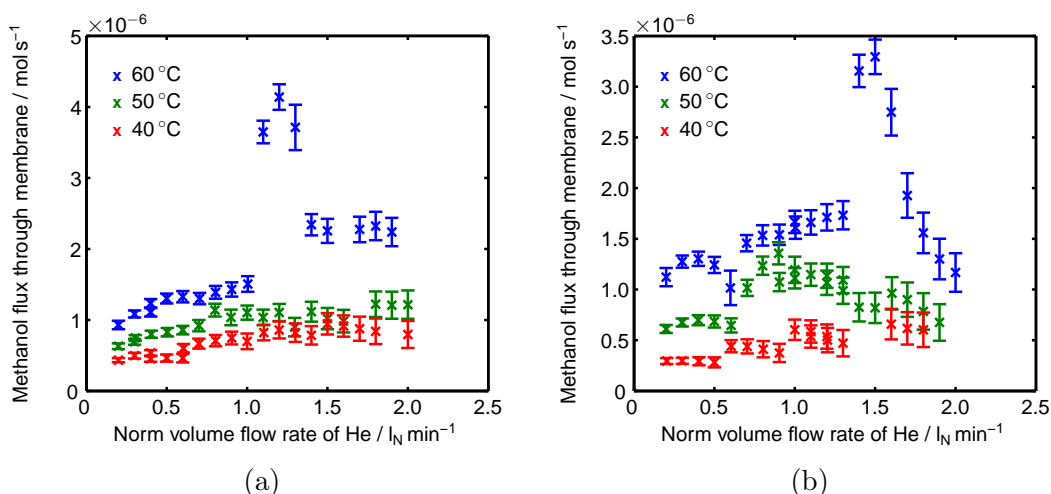 ×10⁻⁶
5
4
3
2
1
0
60 °C
50 °C
40 °C
0
0.5
1.0
1.5
2.0
2.5
Methanol flux through membrane / mol s⁻¹
Norm volume flow rate of He / l_N min⁻¹
(a)
×10⁻⁶
3.5
3.0
2.5
2.0
1.5
1.0
0.5
0
60 °C
50 °C
40 °C
0
0.5
1.0
1.5
2.0
2.5
Methanol flux through membrane / mol s⁻¹
Norm volume flow rate of He / l_N min⁻¹
(b)